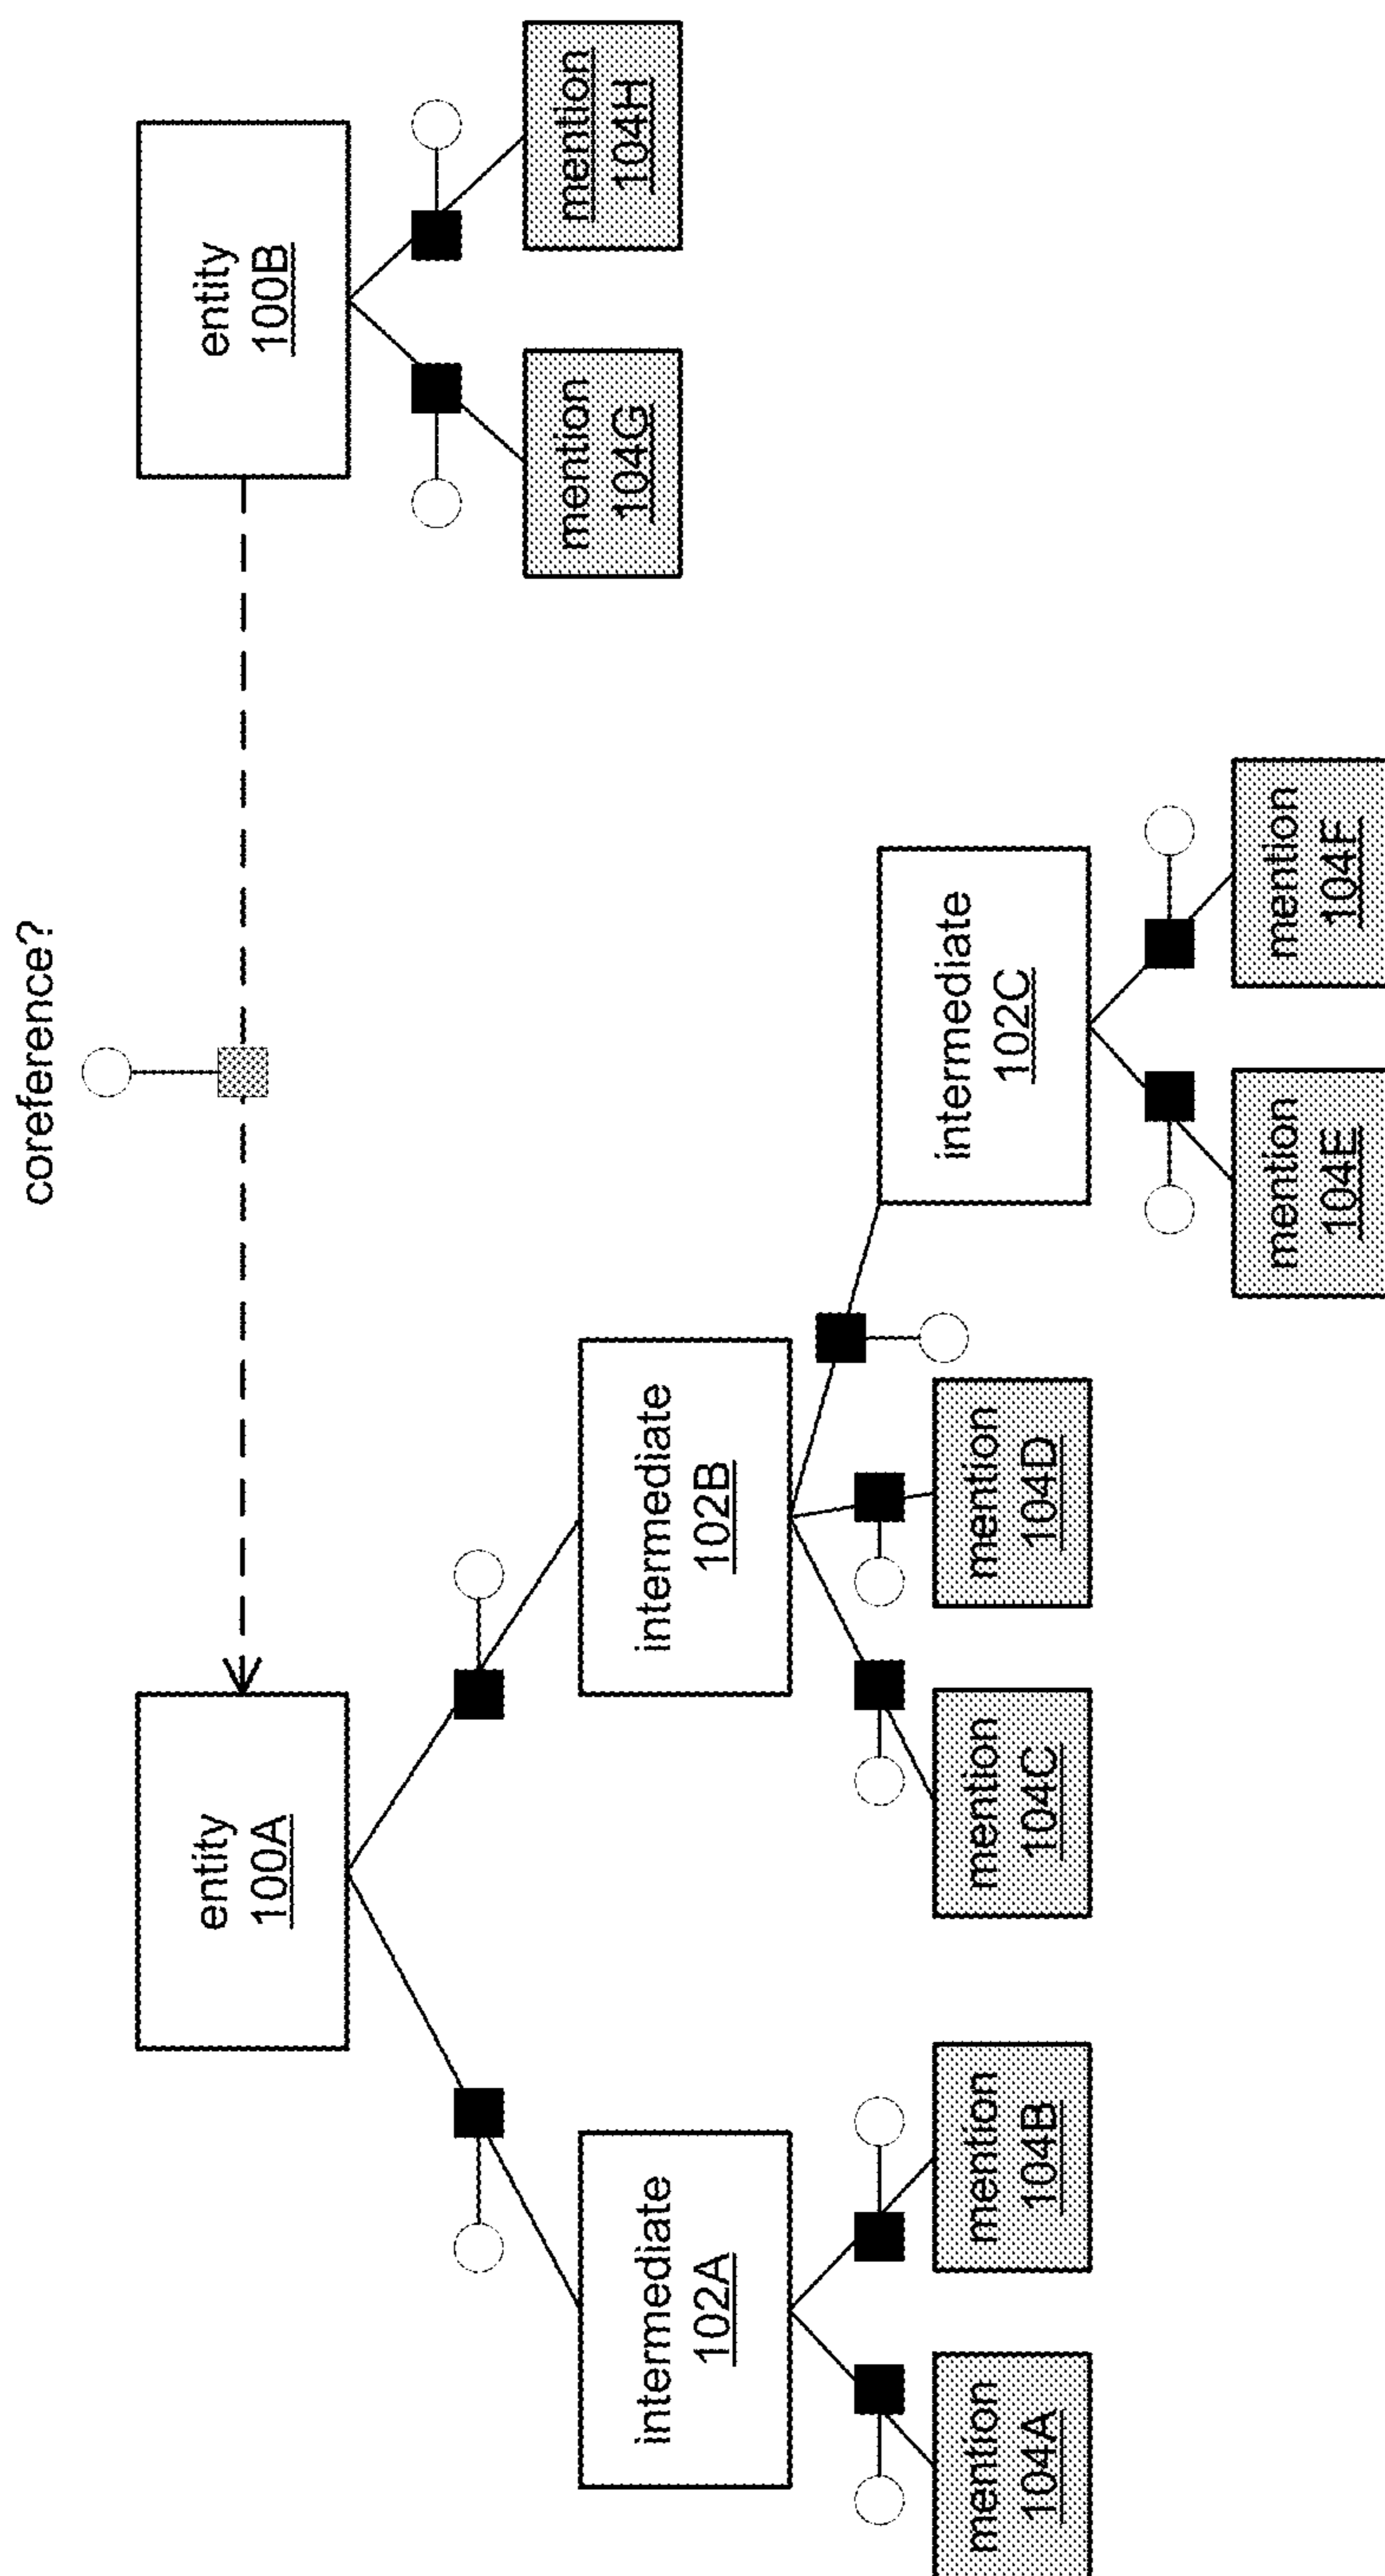 coreference?
entity
100A
entity
100B
intermediate
102A
intermediate
102B
mention
104G
mention
104H
mention
104A
mention
104B
mention
104C
mention
104D
intermediate
102C
mention
104E
mention
104F